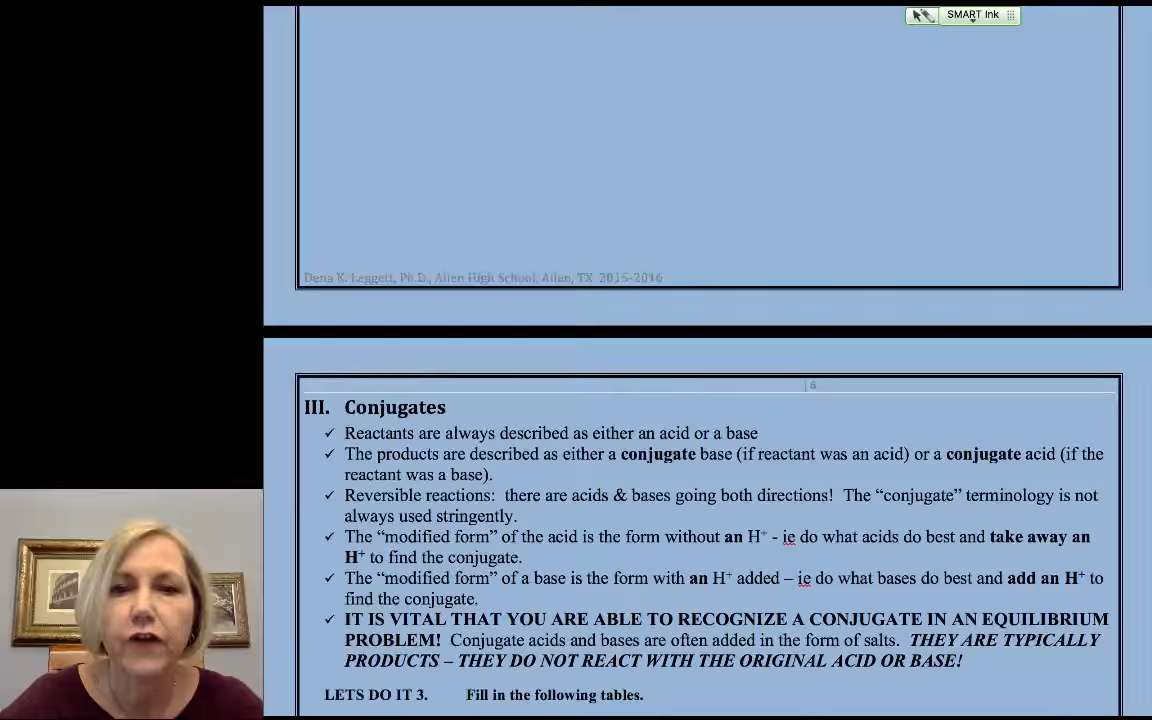 SMART Ink
Dena K. Leggett, Ph.D., Allen High School, Allen, TX 2015-2016
| 6
III. Conjugates
✓ Reactants are always described as either an acid or a base
✓ The products are described as either a conjugate base (if reactant was an acid) or a conjugate acid (if the
reactant was a base).
✓ Reversible reactions: there are acids & bases going both directions! The “conjugate” terminology is not
always used stringently.
✓ The “modified form” of the acid is the form without an H⁺ - ie do what acids do best and take away an
H⁺ to find the conjugate.
✓ The “modified form” of a base is the form with an H⁺ added – ie do what bases do best and add an H⁺ to
find the conjugate.
✓ IT IS VITAL THAT YOU ARE ABLE TO RECOGNIZE A CONJUGATE IN AN EQUILIBRIUM
PROBLEM! Conjugate acids and bases are often added in the form of salts. THEY ARE TYPICALLY
PRODUCTS – THEY DO NOT REACT WITH THE ORIGINAL ACID OR BASE!
LETS DO IT 3. Fill in the following tables.